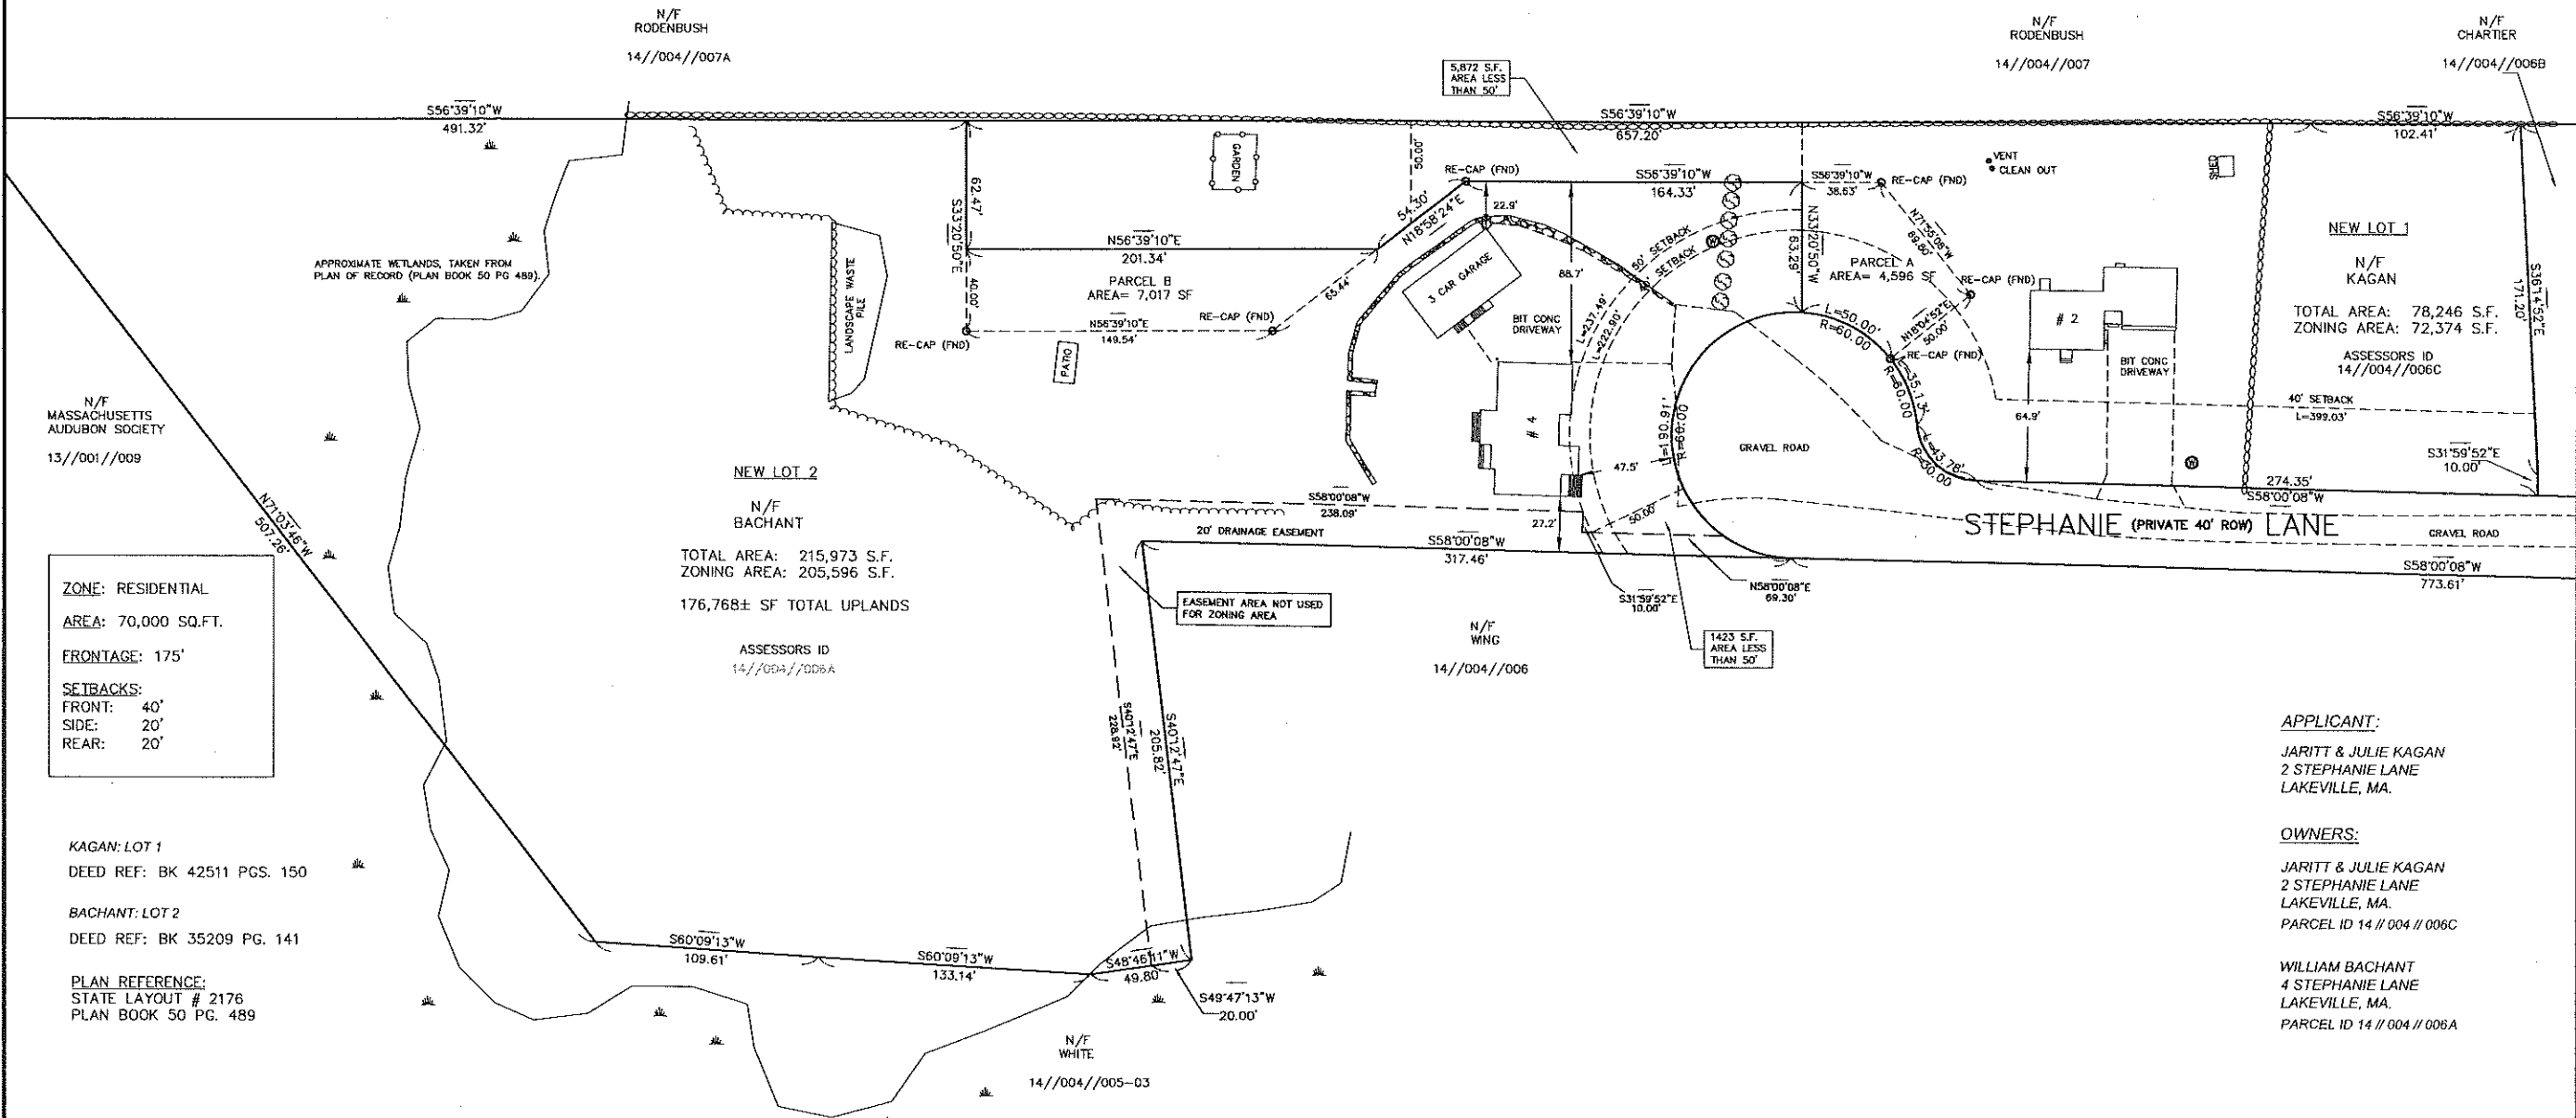 N/F
RODENBUSH
14//004//007A
N/F
RODENBUSH
14//004//007
N/F
CHARTIER
14//004//006B
5,872 S.F.
AREA LESS
THAN 50'
S56°39'10"W
491.32'
S56°39'10"W
657.20'
S56°39'10"W
102.41'
GARDEN
50.00'
RE-CAP (FND)
S56°39'10"W
164.33'
S56°39'10"W
38.63'
RE-CAP (FND)
VENT
CLEAN OUT
SHED
62.47'
S33°20'50"E
40.00'
54.30'
N18°58'24"E
22.9'
N56°39'10"E
201.34'
PARCEL B
AREA= 7,017 SF
N56°39'10"E
149.54'
RE-CAP (FND)
RE-CAP (FND)
65.44'
APPROXIMATE WETLANDS, TAKEN FROM
PLAN OF RECORD (PLAN BOOK 50 PG 489).
LANDSCAPE WASTE
PILE
PATIO
3 CAR GARAGE
88.7'
BIT CONC
DRIVEWAY
50' SETBACK
40' SETBACK
L=237.49'
L=222.90'
N33°20'50"W
63.29'
PARCEL A
AREA= 4,596 SF
N71°55'08"W
89.80'
RE-CAP (FND)
N18°04'52"E
50.00'
RE-CAP (FND)
L=50.00'
R=60.00
L=35.13'
R=60.00
L=43.78'
R=30.00
L=190.91'
R=60.00
GRAVEL ROAD
# 2
BIT CONC
DRIVEWAY
64.9'
NEW LOT 1
N/F
KAGAN
TOTAL AREA: 78,246 S.F.
ZONING AREA: 72,374 S.F.
ASSESSORS ID
14//004//006C
S36°14'52"E
171.20'
40' SETBACK
L=399.03'
S31°59'52"E
10.00'
274.35'
S58°00'08"W
W
W
N/F
MASSACHUSETTS
AUDUBON SOCIETY
13//001//009
N71°03'46"W
507.26'
NEW LOT 2
N/F
BACHANT
TOTAL AREA: 215,973 S.F.
ZONING AREA: 205,596 S.F.
176,768± SF TOTAL UPLANDS
ASSESSORS ID
14//004//006A
# 4
47.5'
50.00'
27.2'
S58°00'08"W
238.09'
20' DRAINAGE EASEMENT
S58°00'08"W
317.46'
STEPHANIE (PRIVATE 40' ROW) LANE
GRAVEL ROAD
S58°00'08"W
773.61'
S31°59'52"E
10.00'
N58°00'08"E
69.30'
1423 S.F.
AREA LESS
THAN 50'
EASEMENT AREA NOT USED
FOR ZONING AREA
N/F
WING
14//004//006
S40°12'47"E
228.92'
S40°12'47"E
205.82'
ZONE: RESIDENTIAL
AREA: 70,000 SQ.FT.
FRONTAGE: 175'
SETBACKS:
FRONT: 40'
SIDE: 20'
REAR: 20'
KAGAN: LOT 1
DEED REF: BK 42511 PGS. 150
BACHANT: LOT 2
DEED REF: BK 35209 PG. 141
PLAN REFERENCE:
STATE LAYOUT # 2176
PLAN BOOK 50 PG. 489
S60°09'13"W
109.61'
S60°09'13"W
133.14'
S48°46'11"W
49.80'
S49°47'13"W
20.00'
N/F
WHITE
14//004//005-03
APPLICANT:
JARITT & JULIE KAGAN
2 STEPHANIE LANE
LAKEVILLE, MA.
OWNERS:
JARITT & JULIE KAGAN
2 STEPHANIE LANE
LAKEVILLE, MA.
PARCEL ID 14 // 004 // 006C
WILLIAM BACHANT
4 STEPHANIE LANE
LAKEVILLE, MA.
PARCEL ID 14 // 004 // 006A